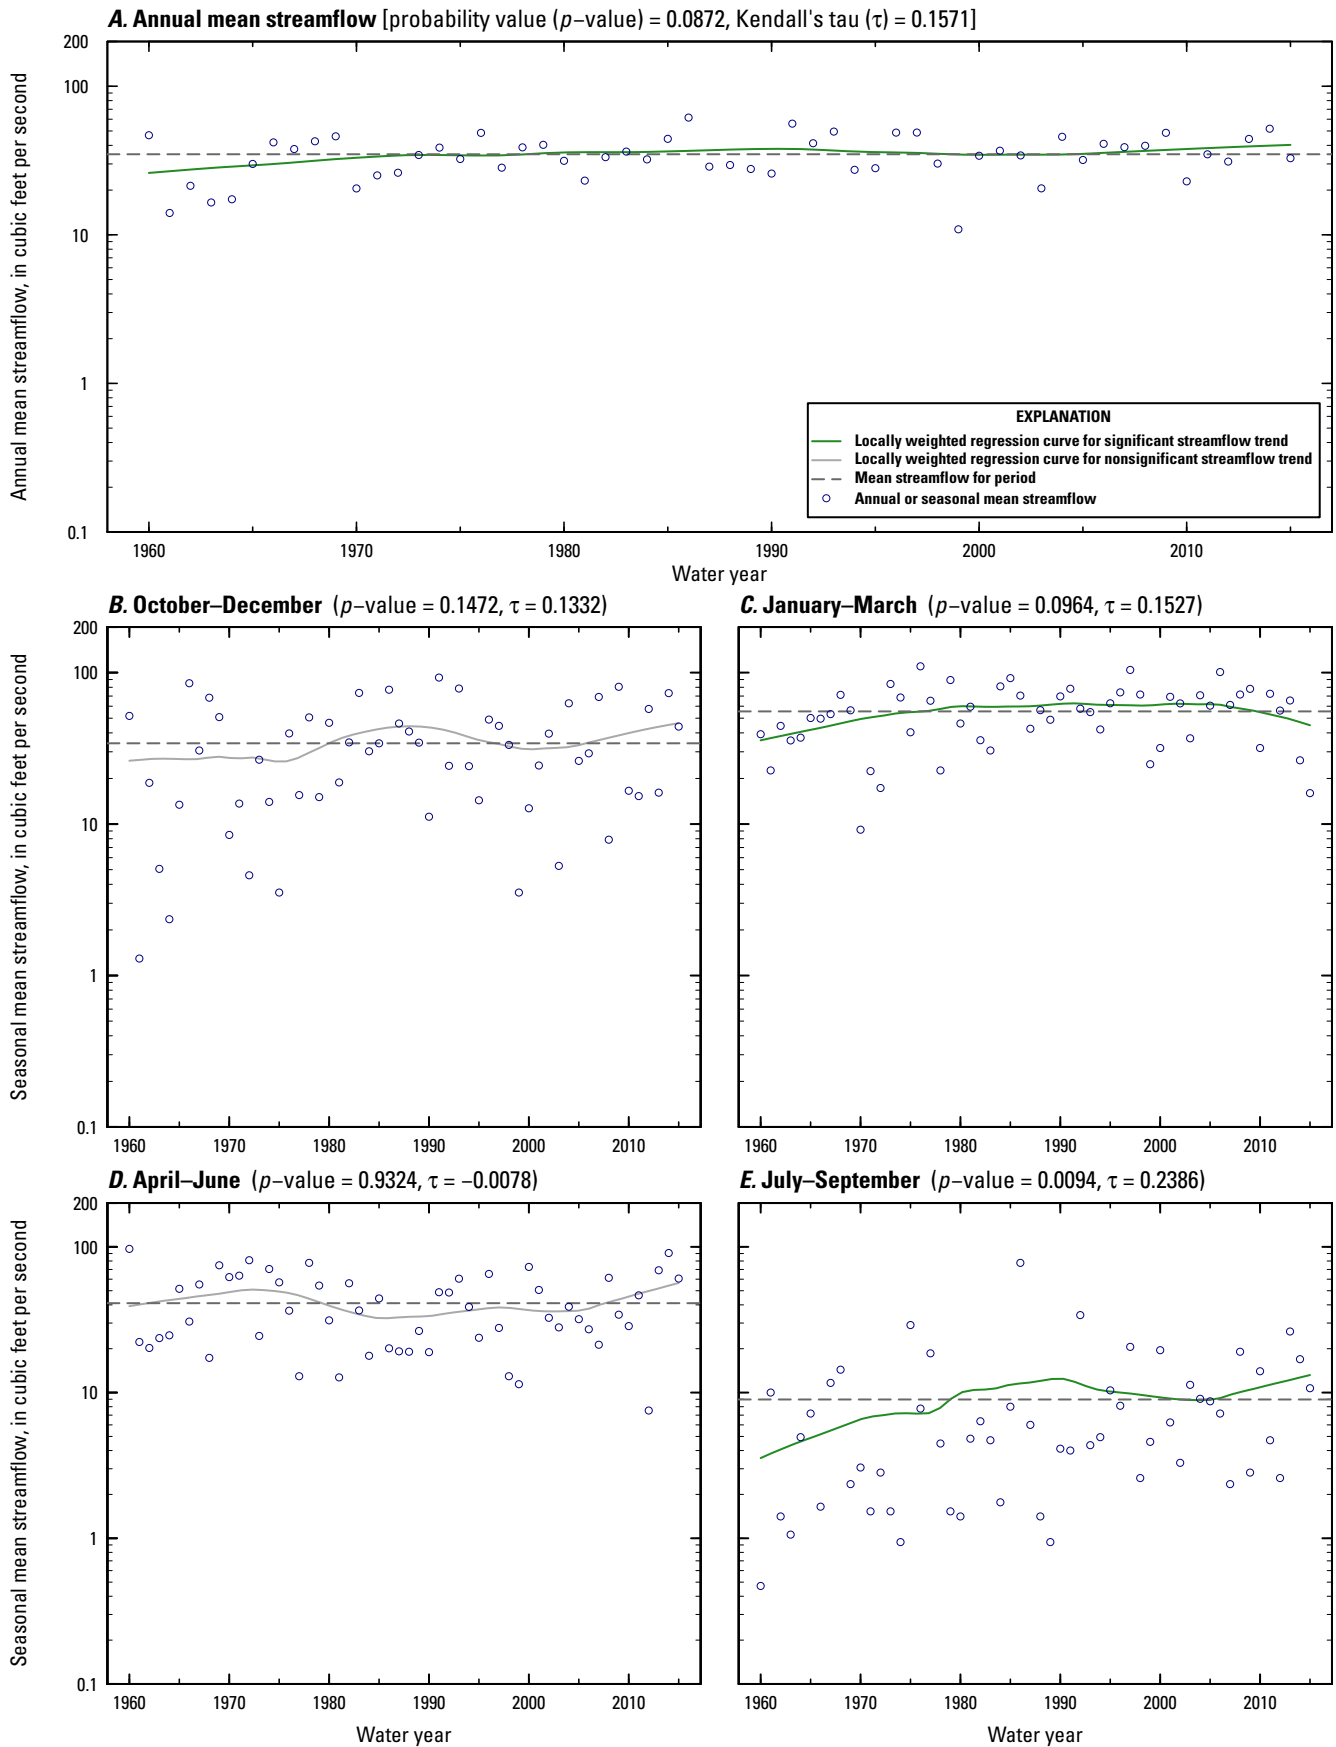 A. Annual mean streamflow [probability value (p−value) = 0.0872, Kendall's tau (τ) = 0.1571]
Annual mean streamflow, in cubic feet per second
200
100
10
1
0.1
EXPLANATION
Locally weighted regression curve for significant streamflow trend
Locally weighted regression curve for nonsignificant streamflow trend
Mean streamflow for period
Annual or seasonal mean streamflow
1960 1970 1980 1990 2000 2010
Water year
B. October–December (p−value = 0.1472, τ = 0.1332)
Seasonal mean streamflow, in cubic feet per second
200
100
10
1
0.1
1960 1970 1980 1990 2000 2010
C. January–March (p−value = 0.0964, τ = 0.1527)
1960 1970 1980 1990 2000 2010
D. April–June (p−value = 0.9324, τ = −0.0078)
Seasonal mean streamflow, in cubic feet per second
200
100
10
1
0.1
1960 1970 1980 1990 2000 2010
Water year
E. July–September (p−value = 0.0094, τ = 0.2386)
1960 1970 1980 1990 2000 2010
Water year